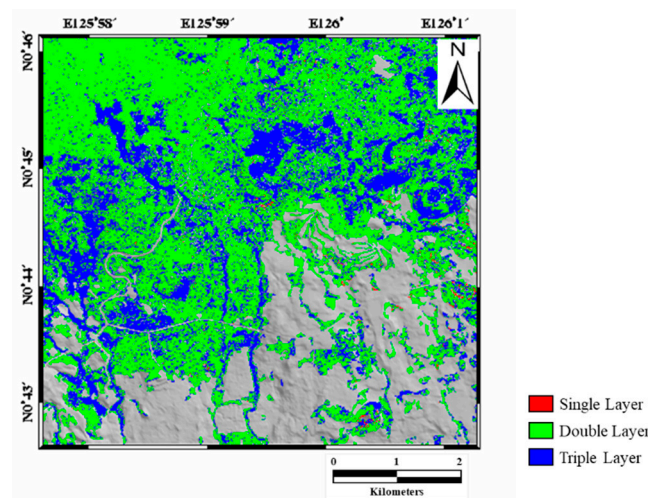 E125°58′ E125°59′ E126° E126°1′
N
N0°46′
N0°45′
N0°44′
N0°43′
Single Layer
Double Layer
Triple Layer
0 1 2
Kilometers